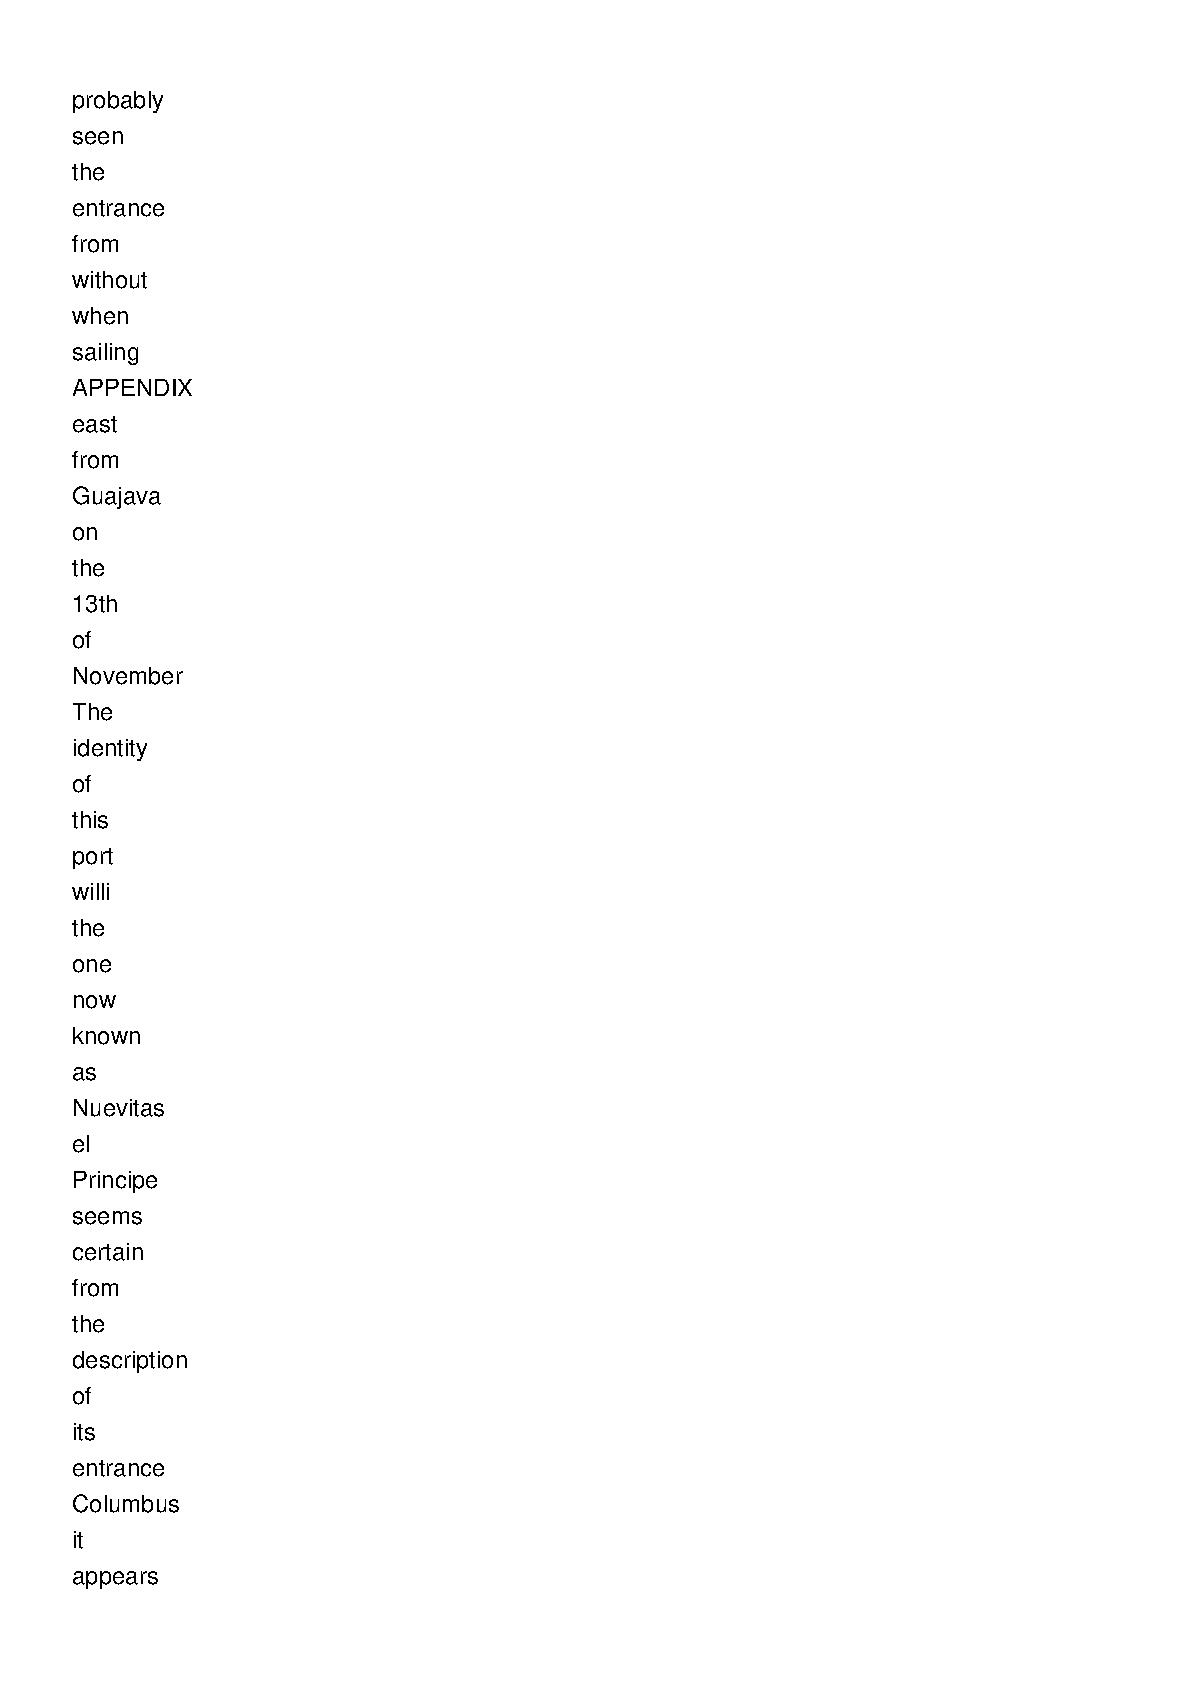 probably
seen
the
entrance
from
without
when
sailing
APPENDIX
east
from
Guajava
on
the
13th
of
November
The
identity
of
this
port
willi
the
one
now
known
as
Nuevitas
el
Principe
seems
certain
from
the
description
of
its
entrance
Columbus
it
appears